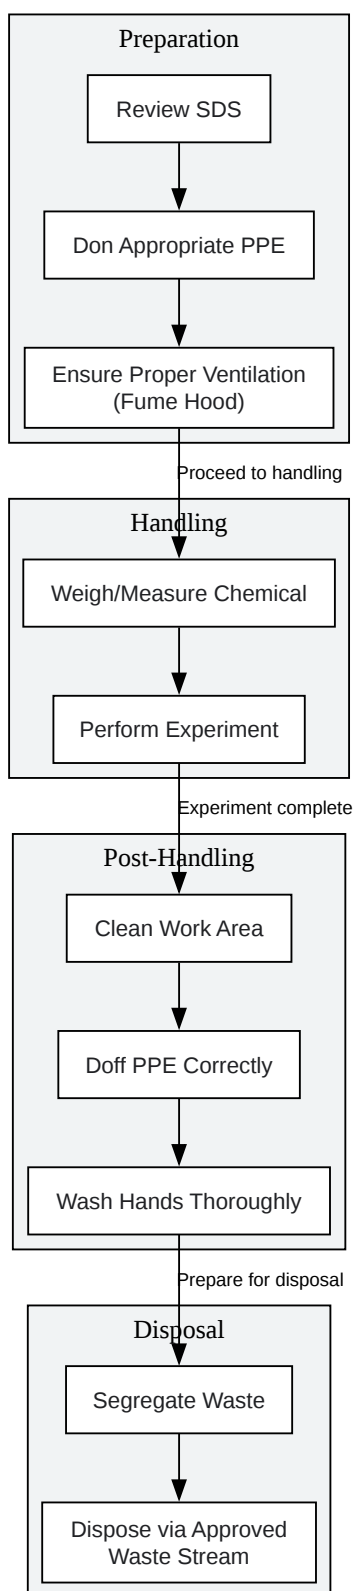 Preparation
Review SDS
Don Appropriate PPE
Ensure Proper Ventilation
(Fume Hood)
Proceed to handling
Handling
Weigh/Measure Chemical
Perform Experiment
Experiment complete
Post-Handling
Clean Work Area
Doff PPE Correctly
Wash Hands Thoroughly
Prepare for disposal
Disposal
Segregate Waste
Dispose via Approved
Waste Stream